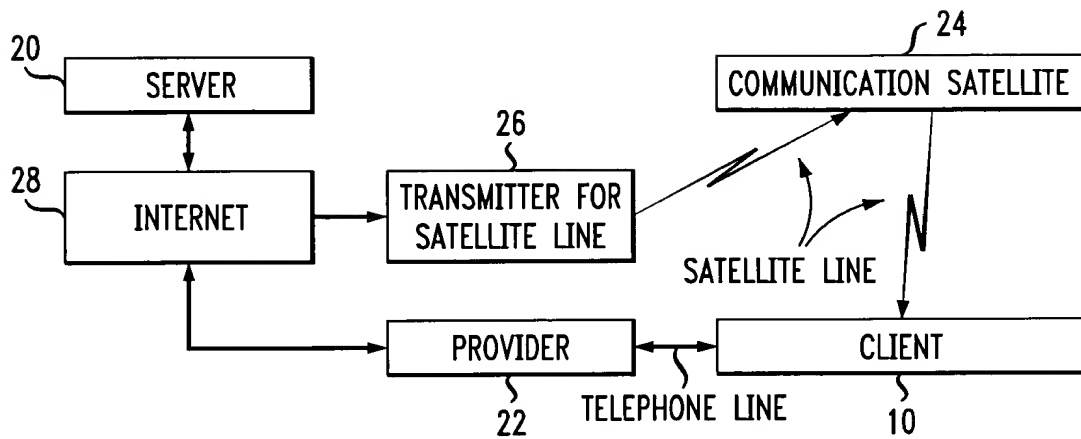 20
SERVER
24
COMMUNICATION SATELLITE
26
28
INTERNET
TRANSMITTER FOR
SATELLITE LINE
SATELLITE LINE
PROVIDER
CLIENT
22
TELEPHONE LINE
10